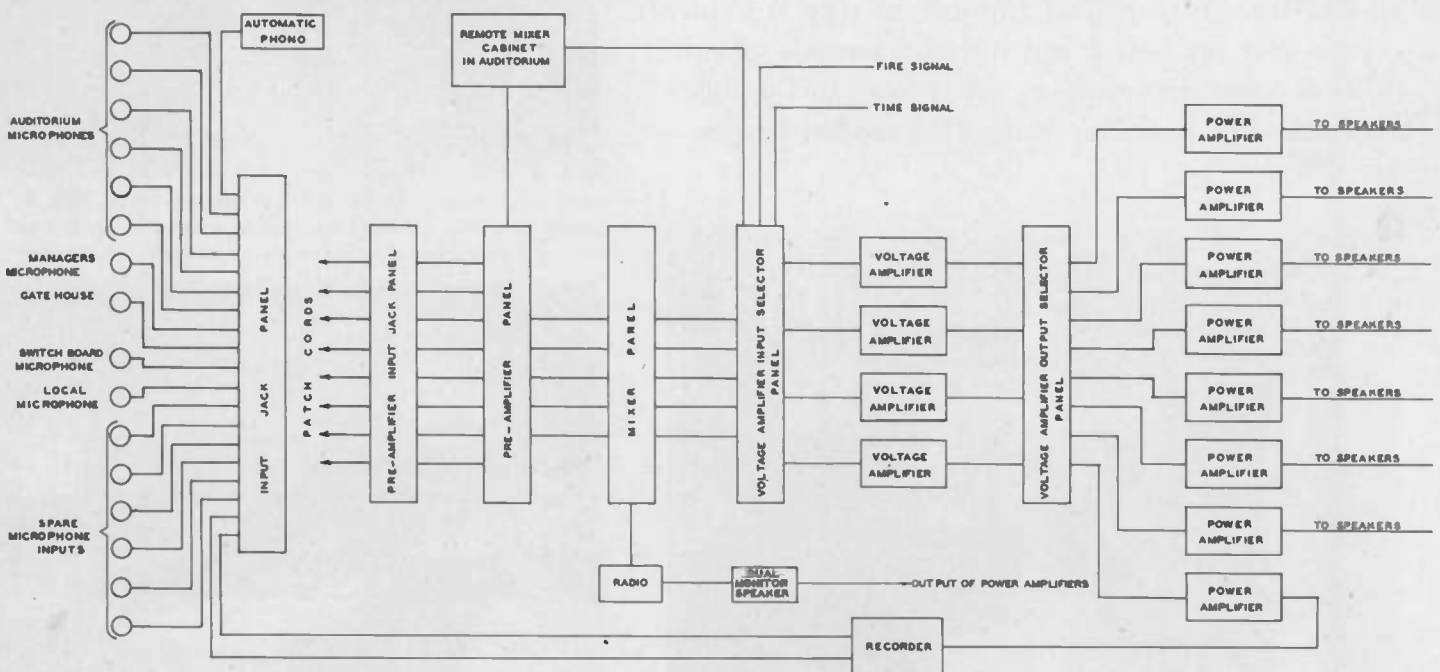 AUTOMATIC
PHONO
REMOTE MIXER
CABINET
IN AUDITORIUM
FIRE SIGNAL
TIME SIGNAL
AUDITORIUM
MICROPHONES
MANAGERS
MICROPHONE
GATE HOUSE
SWITCH BOARD
MICROPHONE
LOCAL
MICROPHONE
SPARE
MICROPHONE
INPUTS
INPUT JACK PANEL
PATCH CORDS
PRE-AMPLIFIER INPUT JACK PANEL
PRE-AMPLIFIER PANEL
MIXER PANEL
VOLTAGE AMPLIFIER INPUT SELECTOR
PANEL
VOLTAGE
AMPLIFIER
VOLTAGE
AMPLIFIER
VOLTAGE
AMPLIFIER
VOLTAGE
AMPLIFIER
VOLTAGE AMPLIFIER OUTPUT SELECTOR
PANEL
POWER
AMPLIFIER
TO SPEAKERS
POWER
AMPLIFIER
TO SPEAKERS
POWER
AMPLIFIER
TO SPEAKERS
POWER
AMPLIFIER
TO SPEAKERS
POWER
AMPLIFIER
TO SPEAKERS
POWER
AMPLIFIER
TO SPEAKERS
POWER
AMPLIFIER
TO SPEAKERS
POWER
AMPLIFIER
RADIO
DUAL
MONITOR
SPEAKER
OUTPUT OF POWER AMPLIFIERS
RECORDER